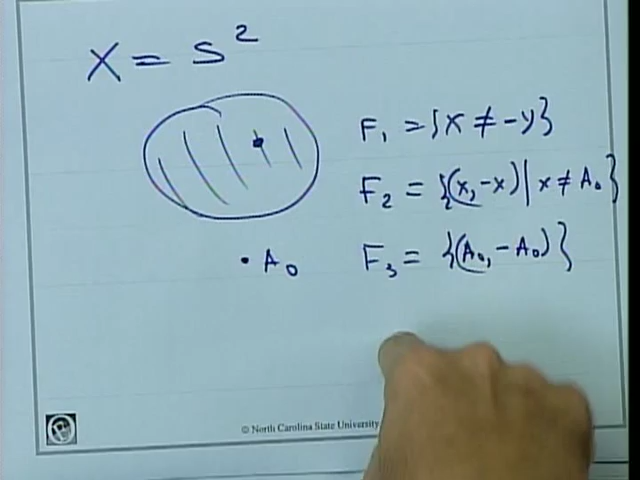 X = S²
F₁ = {x ≠ -y}
F₂ = {(x, -x) | x ≠ A₀}
• A₀
F₃ = {(A₀, -A₀)}
© North Carolina State University